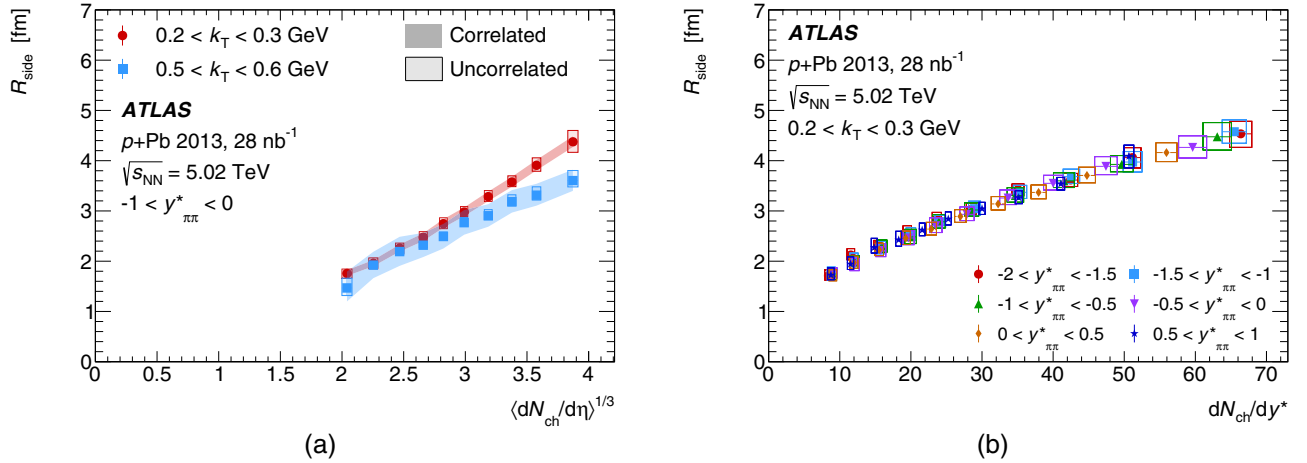 R_side [fm]
7
6
5
4
3
2
1
0
0.2 < k_T < 0.3 GeV
0.5 < k_T < 0.6 GeV
Correlated
Uncorrelated
ATLAS
p+Pb 2013, 28 nb⁻¹
√s_NN = 5.02 TeV
-1 < y*_ππ < 0
0 0.5 1 1.5 2 2.5 3 3.5 4
⟨dN_ch/dη⟩^1/3
(a)
R_side [fm]
7
6
5
4
3
2
1
0
ATLAS
p+Pb 2013, 28 nb⁻¹
√s_NN = 5.02 TeV
0.2 < k_T < 0.3 GeV
-2 < y*_ππ < -1.5 -1.5 < y*_ππ < -1
-1 < y*_ππ < -0.5 -0.5 < y*_ππ < 0
0 < y*_ππ < 0.5 0.5 < y*_ππ < 1
0 10 20 30 40 50 60 70
dN_ch/dy*
(b)